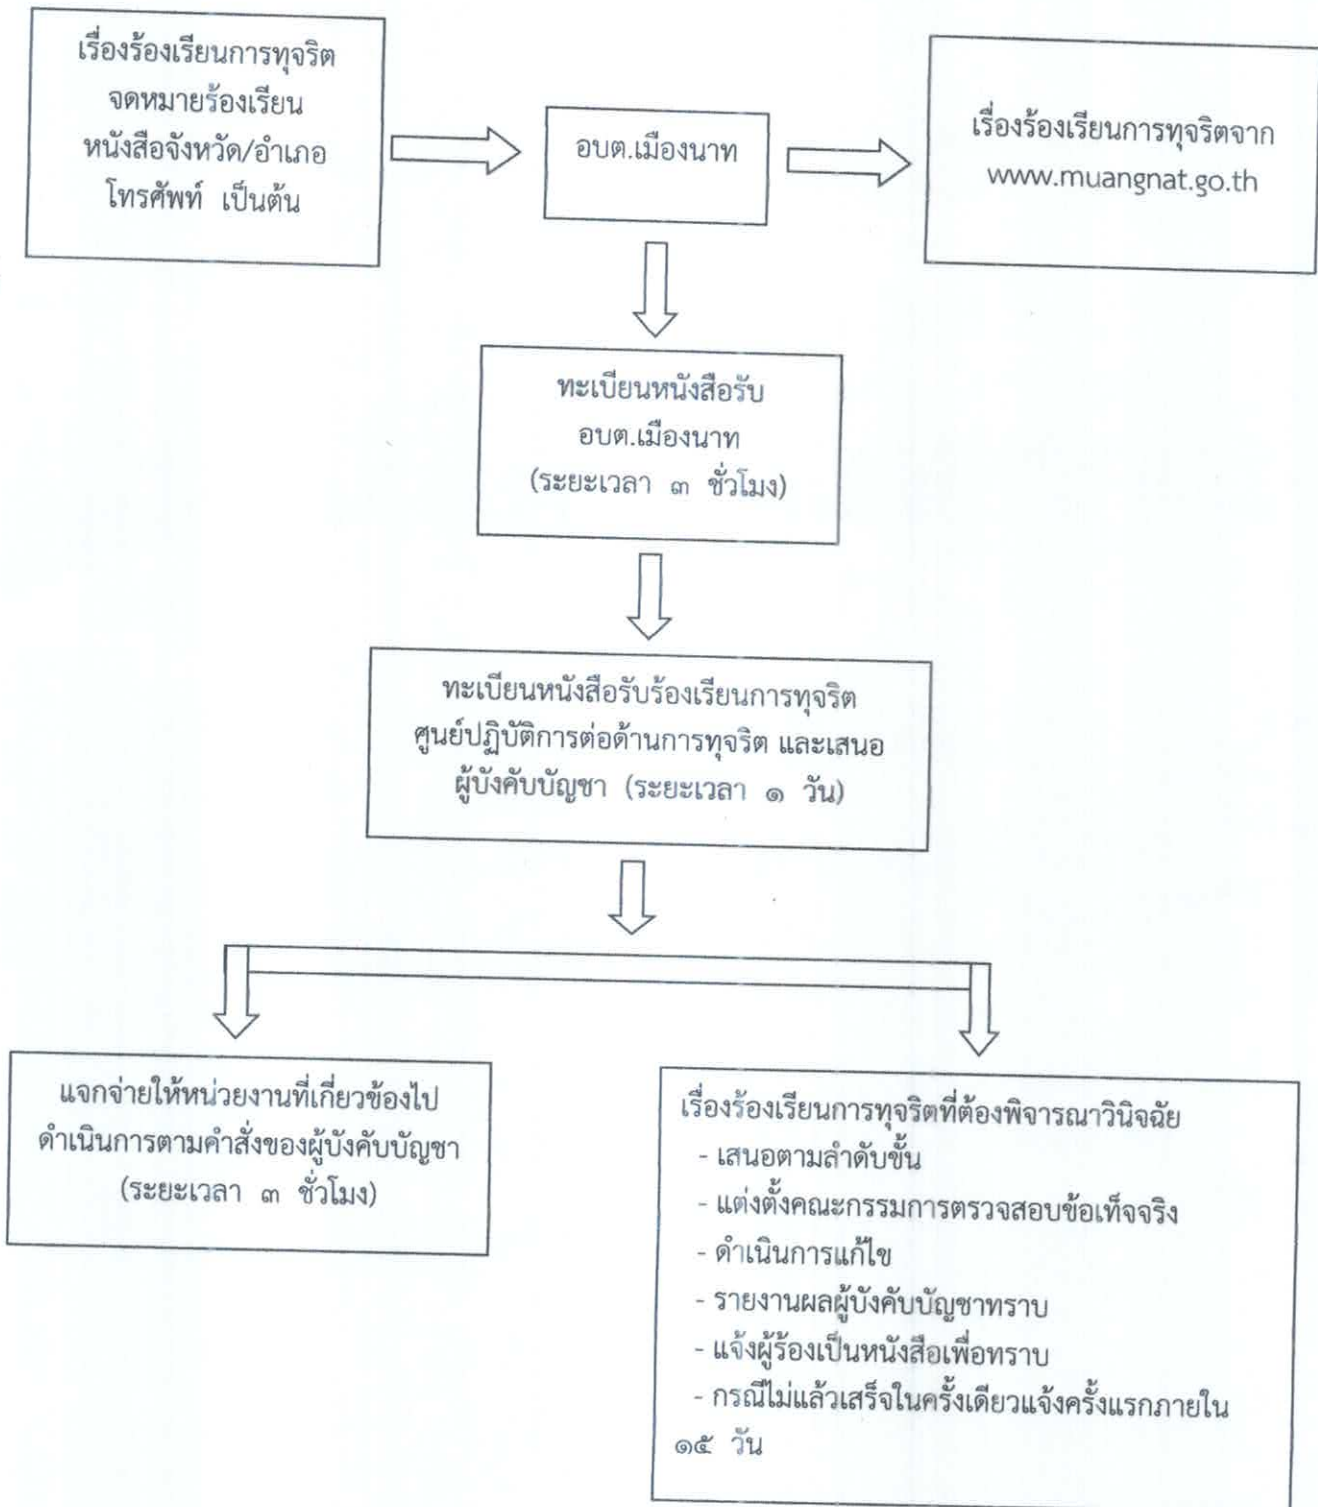 เรื่องร้องเรียนการทุจริต
จดหมายร้องเรียน
หนังสือจังหวัด/อำเภอ
โทรศัพท์ เป็นต้น
อบต.เมืองนาท
เรื่องร้องเรียนการทุจริตจาก
www.muangnat.go.th
ทะเบียนหนังสือรับ
อบต.เมืองนาท
(ระยะเวลา ๓ ชั่วโมง)
ทะเบียนหนังสือรับร้องเรียนการทุจริต
ศูนย์ปฏิบัติการต่อด้านการทุจริต และเสนอ
ผู้บังคับบัญชา (ระยะเวลา ๑ วัน)
แจกจ่ายให้หน่วยงานที่เกี่ยวข้องไป
ดำเนินการตามคำสั่งของผู้บังคับบัญชา
(ระยะเวลา ๓ ชั่วโมง)
เรื่องร้องเรียนการทุจริตที่ต้องพิจารณาวินิจฉัย
- เสนอตามลำดับขั้น
- แต่งตั้งคณะกรรมการตรวจสอบข้อเท็จจริง
- ดำเนินการแก้ไข
- รายงานผลผู้บังคับบัญชาทราบ
- แจ้งผู้ร้องเป็นหนังสือเพื่อทราบ
- กรณีไม่แล้วเสร็จในครั้งเดียวแจ้งครั้งแรกภายใน
๑๕ วัน